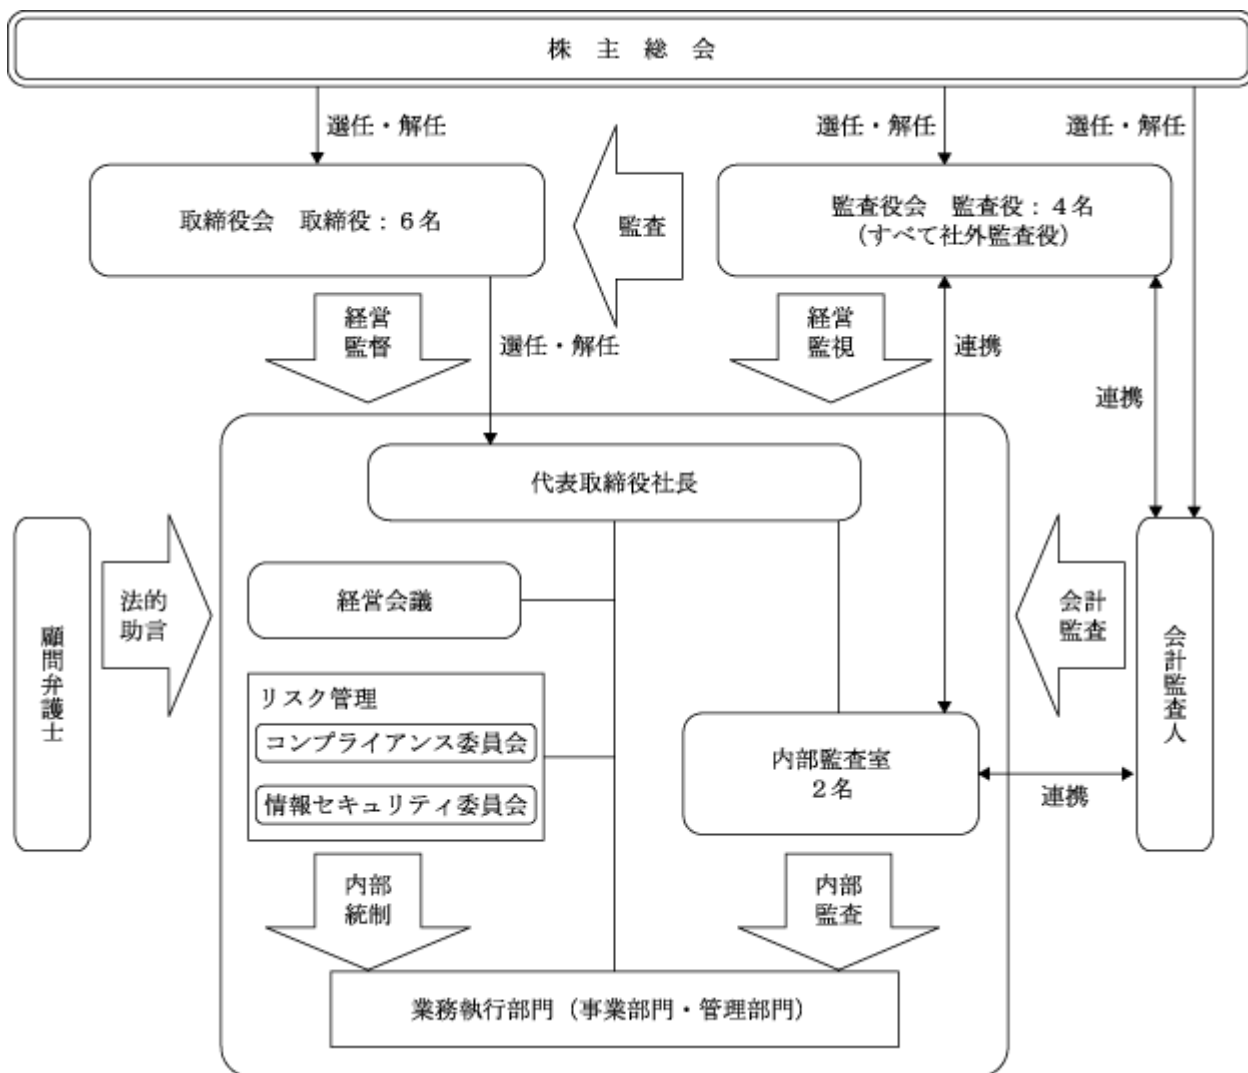 株主総会
選任・解任
選任・解任
選任・解任
取締役会　取締役：６名
監査
監査役会　監査役：４名
（すべて社外監査役）
経営
監督
選任・解任
経営
監視
連携
連携
代表取締役社長
顧問弁護士
法的
助言
経営会議
会計
監査
会計監査人
リスク管理
コンプライアンス委員会
情報セキュリティ委員会
内部監査室
２名
連携
内部
統制
内部
監査
業務執行部門（事業部門・管理部門）